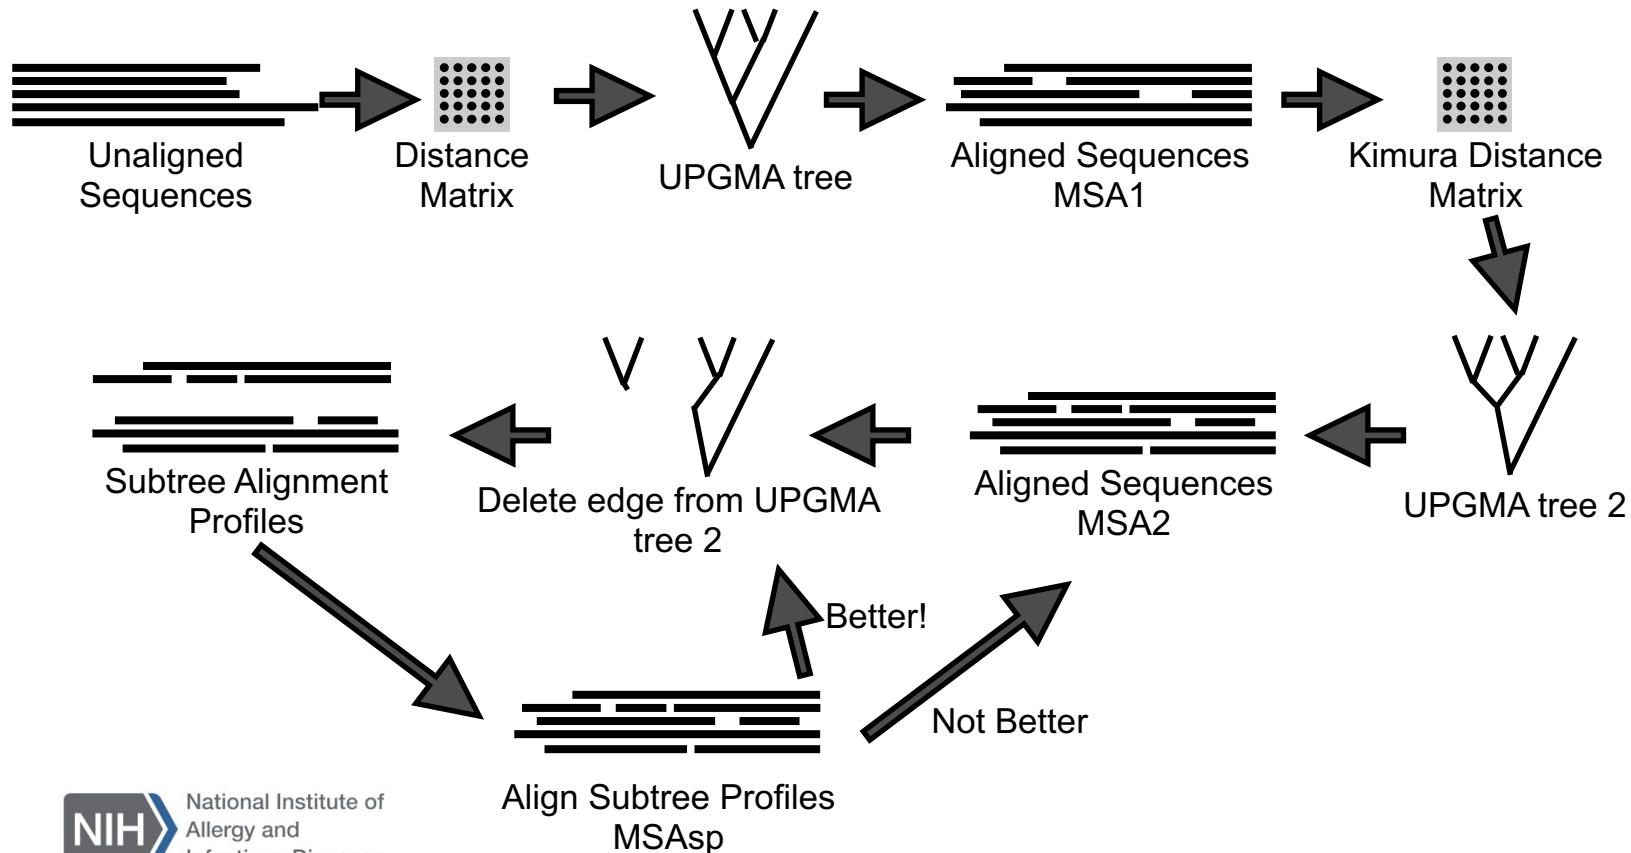 Unaligned
Sequences
Distance
Matrix
UPGMA tree
Aligned Sequences
MSA1
Kimura Distance
Matrix
UPGMA tree 2
Aligned Sequences
MSA2
Delete edge from UPGMA
tree 2
Subtree Alignment
Profiles
Better!
Not Better
Align Subtree Profiles
MSAsp
NIH
National Institute of
Allergy and